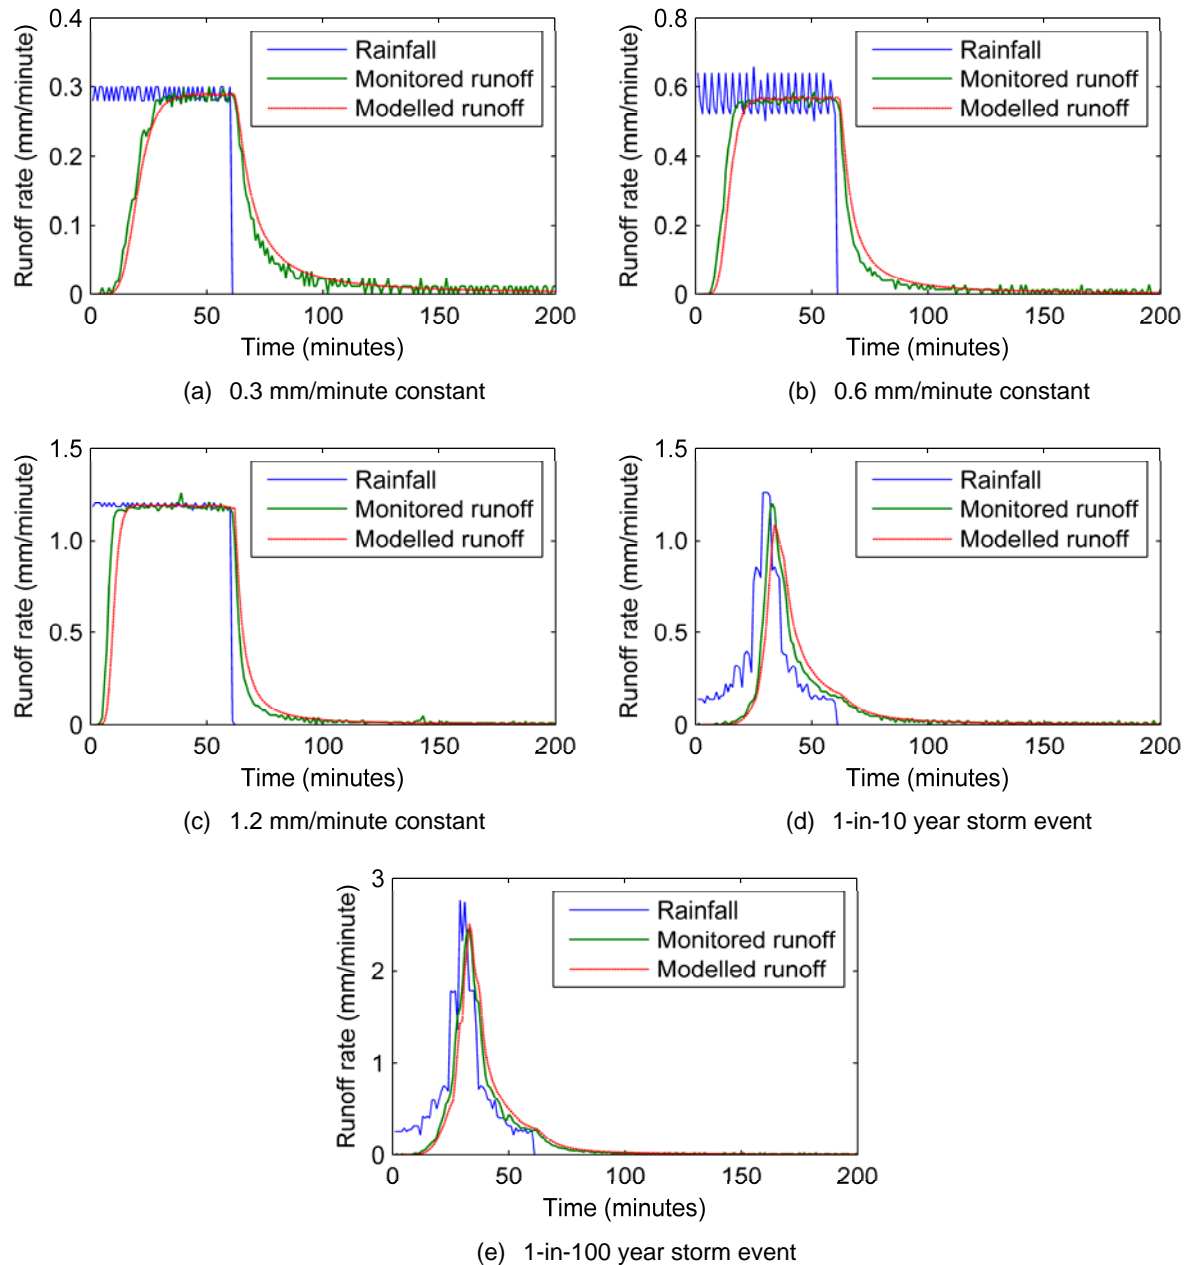 0.4
0.3
0.2
0.1
0
Runoff rate (mm/minute)
Rainfall
Monitored runoff
Modelled runoff
0 50 100 150 200
Time (minutes)
(a) 0.3 mm/minute constant
0.8
0.6
0.4
0.2
0
Runoff rate (mm/minute)
Rainfall
Monitored runoff
Modelled runoff
0 50 100 150 200
Time (minutes)
(b) 0.6 mm/minute constant
1.5
1.0
0.5
0
Runoff rate (mm/minute)
Rainfall
Monitored runoff
Modelled runoff
0 50 100 150 200
Time (minutes)
(c) 1.2 mm/minute constant
1.5
1.0
0.5
0
Runoff rate (mm/minute)
Rainfall
Monitored runoff
Modelled runoff
0 50 100 150 200
Time (minutes)
(d) 1-in-10 year storm event
3
2
1
0
Runoff rate (mm/minute)
Rainfall
Monitored runoff
Modelled runoff
0 50 100 150 200
Time (minutes)
(e) 1-in-100 year storm event